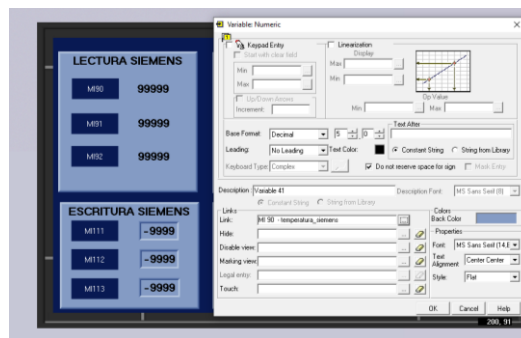 LECTURA SIEMENS
MI90 99999
MI91 99999
MI92 99999
ESCRITURA SIEMENS
MI111 -9999
MI112 -9999
MI113 -9999
Variable: Numeric
Keypad Entry
Start with clear field
Min
Max
Up/Down Arrows
Increment:
Linearization
Display
Max
Min
Op Value
Min
Max
Base Format: Decimal 5 0
Text After
Leading: No Leading Text Color:
Constant String String from Library
Keyboard Type Complex ... Do not reserve space for sign Mark Entry
Description: Variable 41 Description Font: MS Sans Serif (8)
Constant String String from Library
Links
Link: MI 90 - temperatura_siemens
Hide:
Disable view:
Marking view:
Legal entry:
Touch:
Colors
Back Color
Properties
Font: MS Sans Serif (14,
Text Alignment Center Center
Style: Flat
OK Cancel Help
280, 91